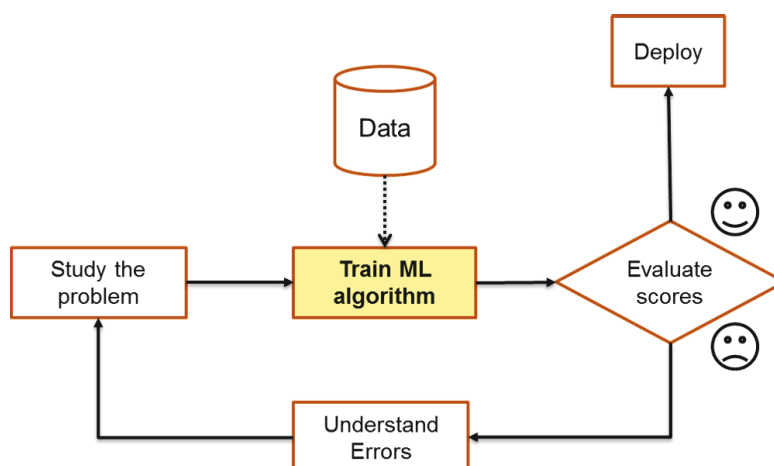 Deploy
Data
Study the
problem
Train ML
algorithm
Evaluate
scores
Understand
Errors